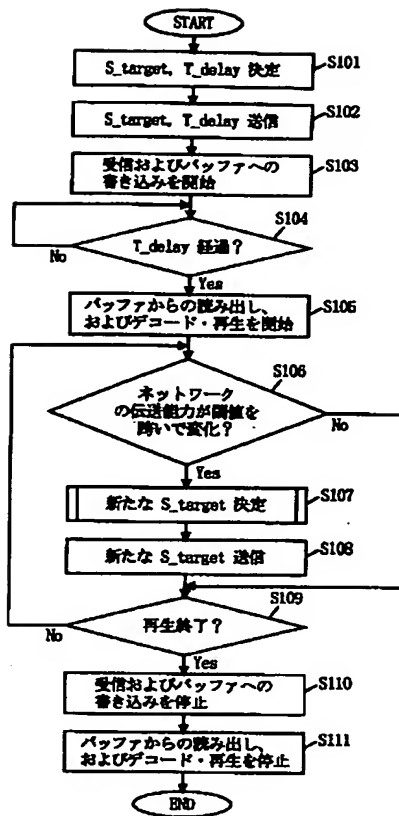 START
S_target, T_delay 決定
S101
S_target, T_delay 送信
S102
受信およびバッファへの
書き込みを開始
S103
S104
T_delay 経過?
No
Yes
バッファからの読み出し、
およびデコード・再生を開始
S105
S106
ネットワーク
の伝送能力が閾値を
跨いで変化?
No
Yes
新たな S_target 決定
S107
新たな S_target 送信
S108
S109
再生終了?
No
Yes
受信およびバッファへの
書き込みを停止
S110
バッファからの読み出し、
およびデコード・再生を停止
S111
END